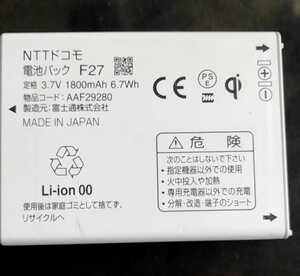 NTTドコモ
電池パック F27
定格 3.7V 1800mAh 6.7Wh
物品コード：AAF29280
製造元：富士通株式会社
MADE IN JAPAN
CE
PS
E
qi
危険
・次のことはしないで下さい・
・指定機器以外での使用
・火中投入や加熱
・専用充電器以外での充電
・分解・改造・端子のショート
Li-ion 00
使用後は家庭ゴミとして捨てず、
リサイクルへ